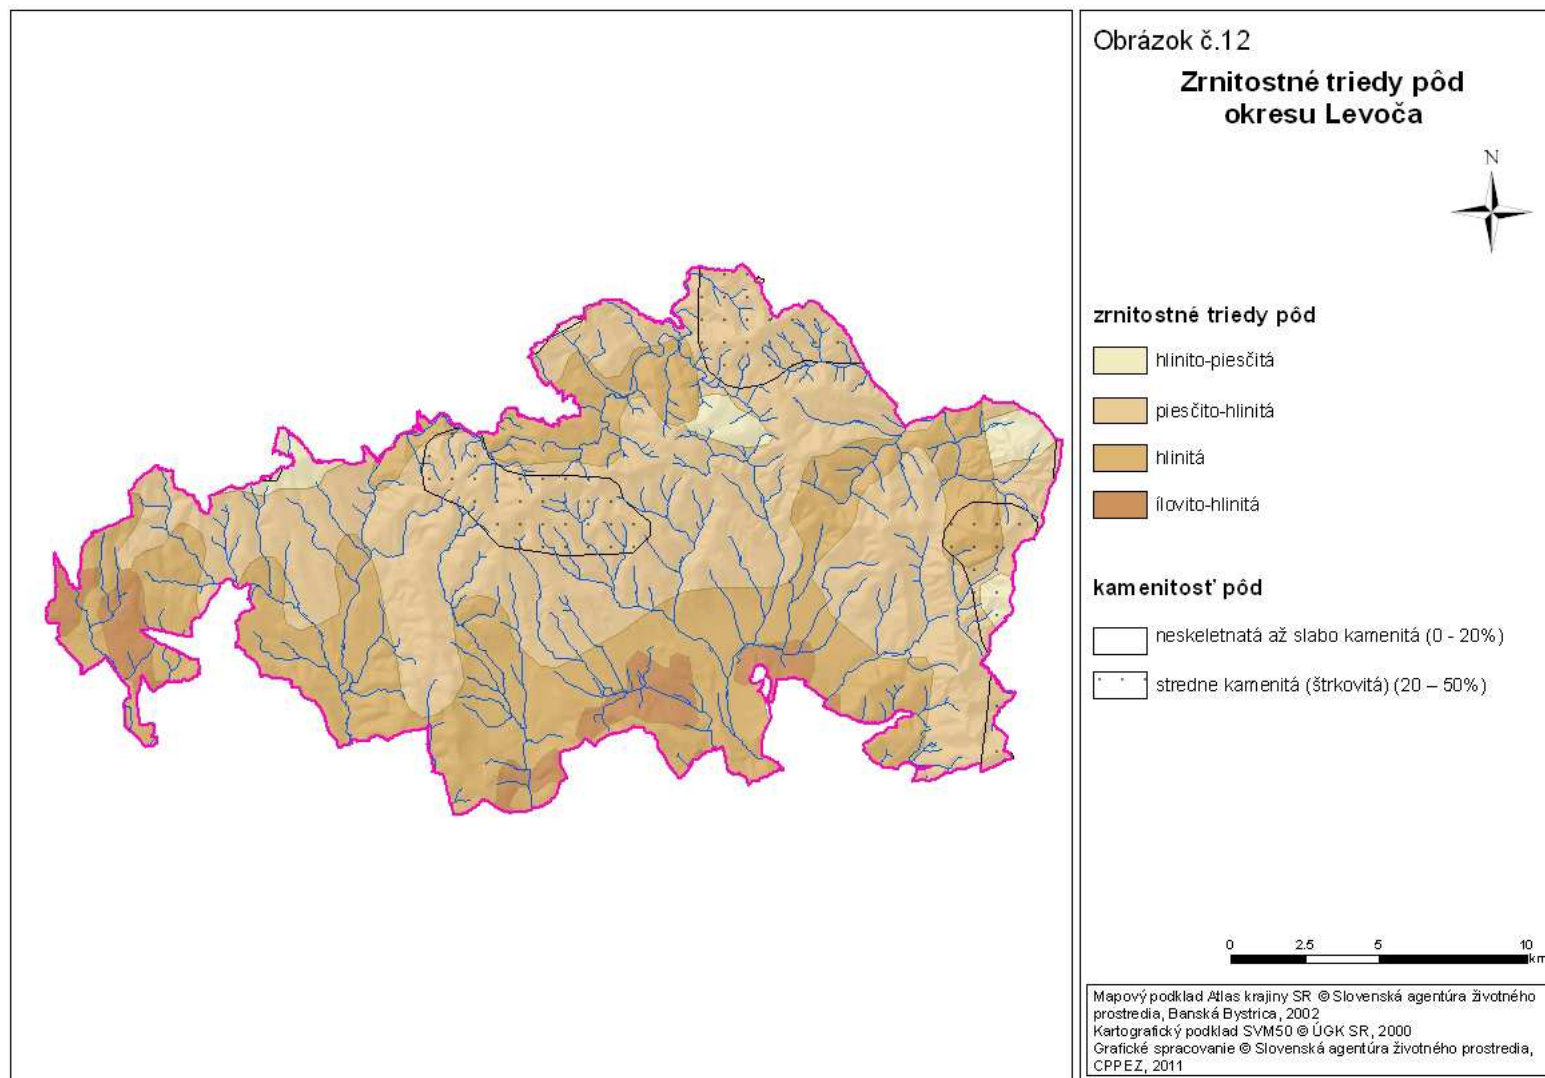 Obrázok č.12
Zrnitostné triedy pôd
okresu Levoča
N
zrnitostné triedy pôd
hlinito-piesčitá
piesčito-hlinitá
hlinitá
ílovito-hlinitá
kamenitosť pôd
neskeletnatá až slabo kamenitá (0 - 20%)
stredne kamenitá (štrkovitá) (20 – 50%)
0 2.5 5 10
km
Mapový podklad Atlas krajiny SR © Slovenská agentúra životného
prostredia, Banská Bystrica, 2002
Kartografický podklad SVM50 © ÚGK SR, 2000
Grafické spracovanie © Slovenská agentúra životného prostredia,
CPPEZ, 2011